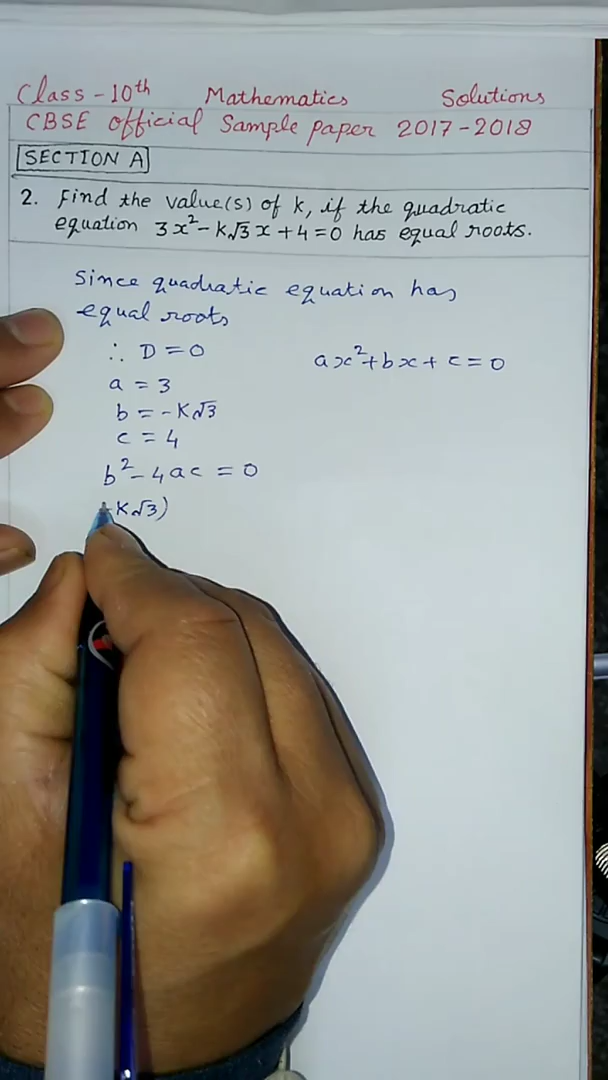 Class - 10th Mathematics Solutions
CBSE official Sample paper 2017-2018
SECTION A
2. Find the value(s) of k, if the quadratic
equation 3x² - k√3 x + 4 = 0 has equal roots.
Since quadratic equation has
equal roots
∴ D = 0
ax² + bx + c = 0
a = 3
b = -K√3
c = 4
b² - 4ac = 0
-K√3)